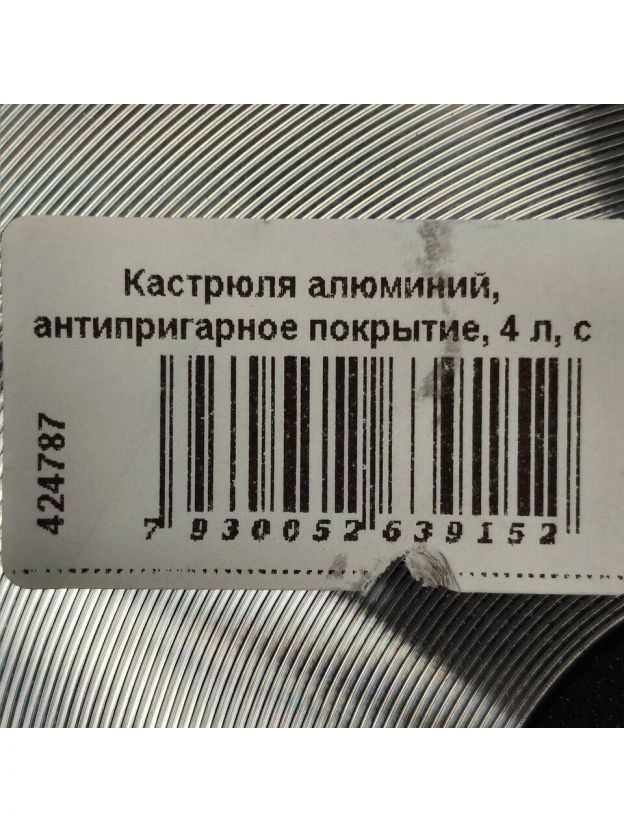 Кастрюля алюминий,
антипригарное покрытие, 4 л, с
424787
7 930052 639152